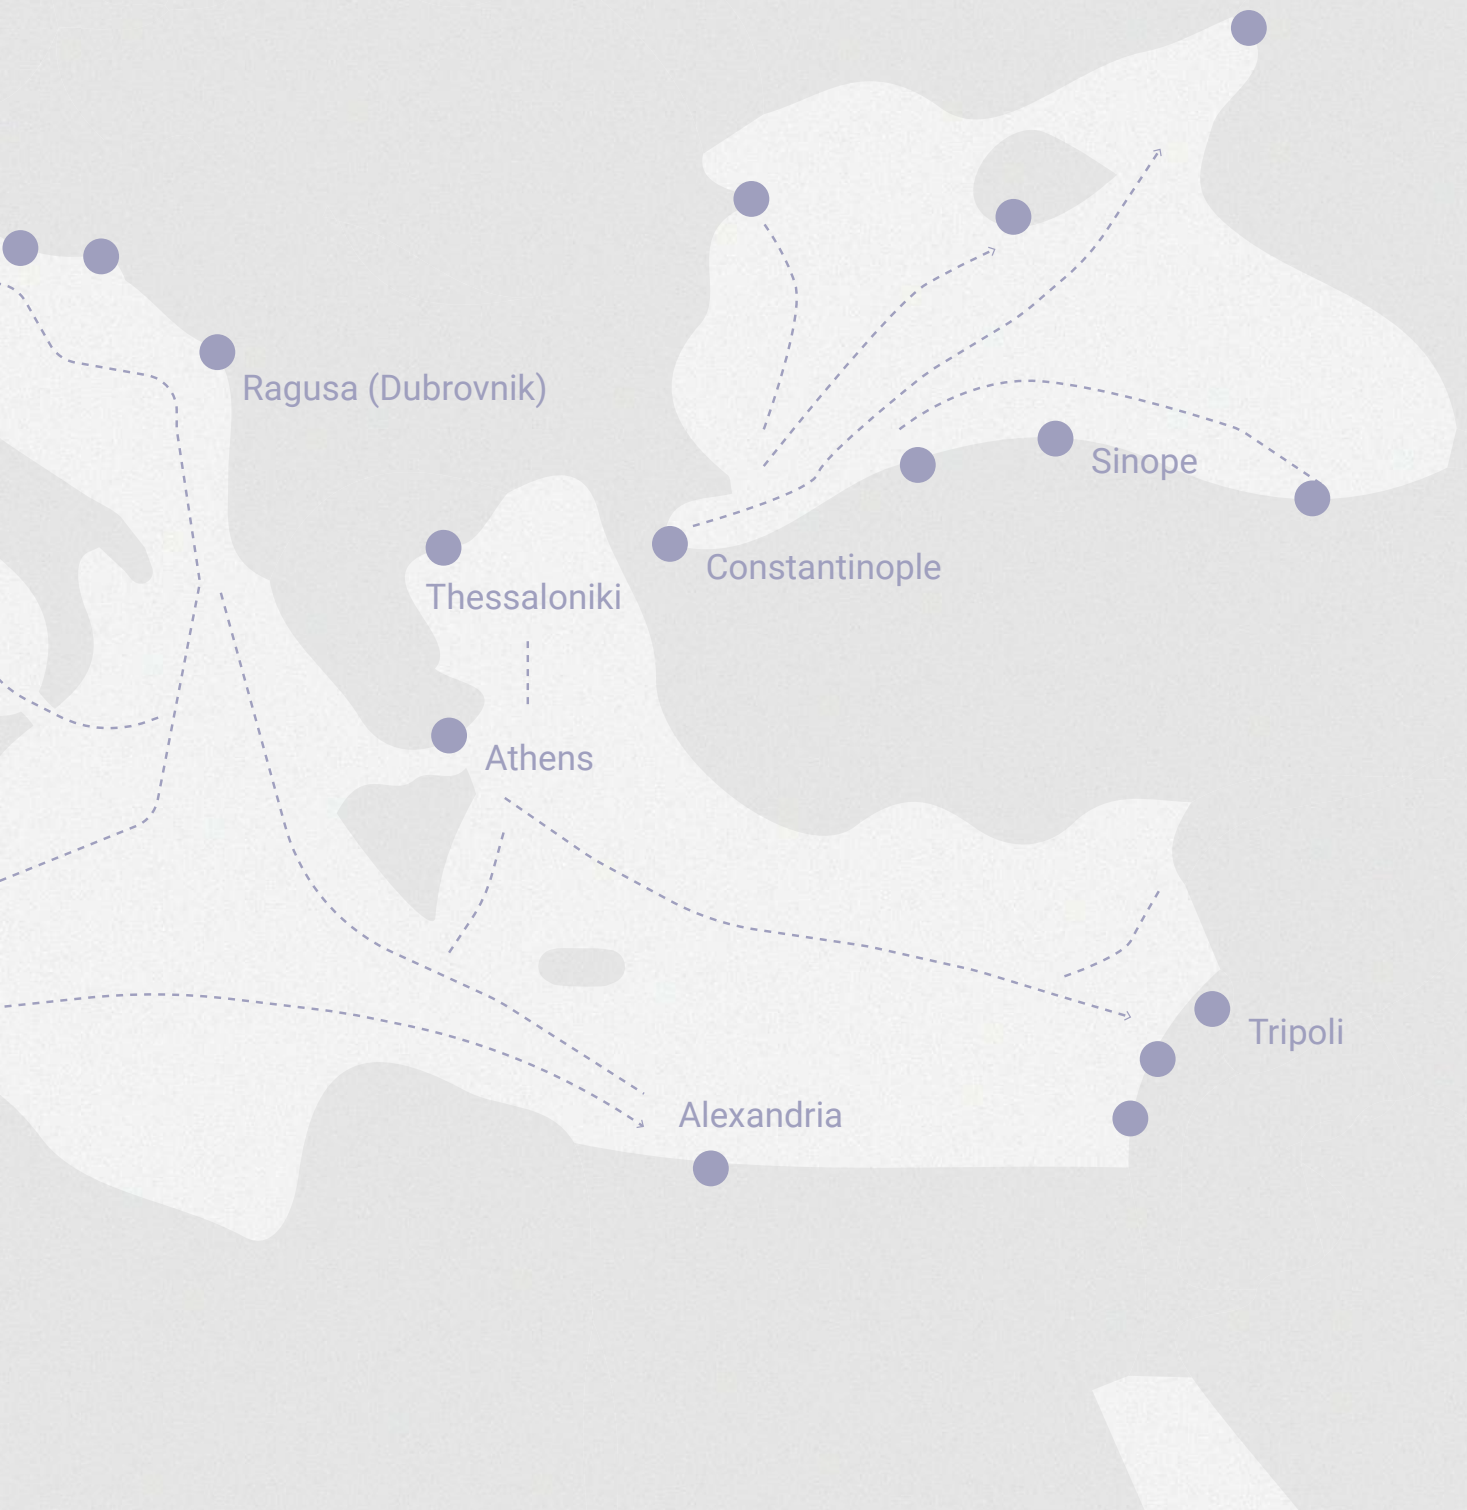 Ragusa (Dubrovnik)
Sinope
Constantinople
Thessaloniki
Athens
Tripoli
Alexandria